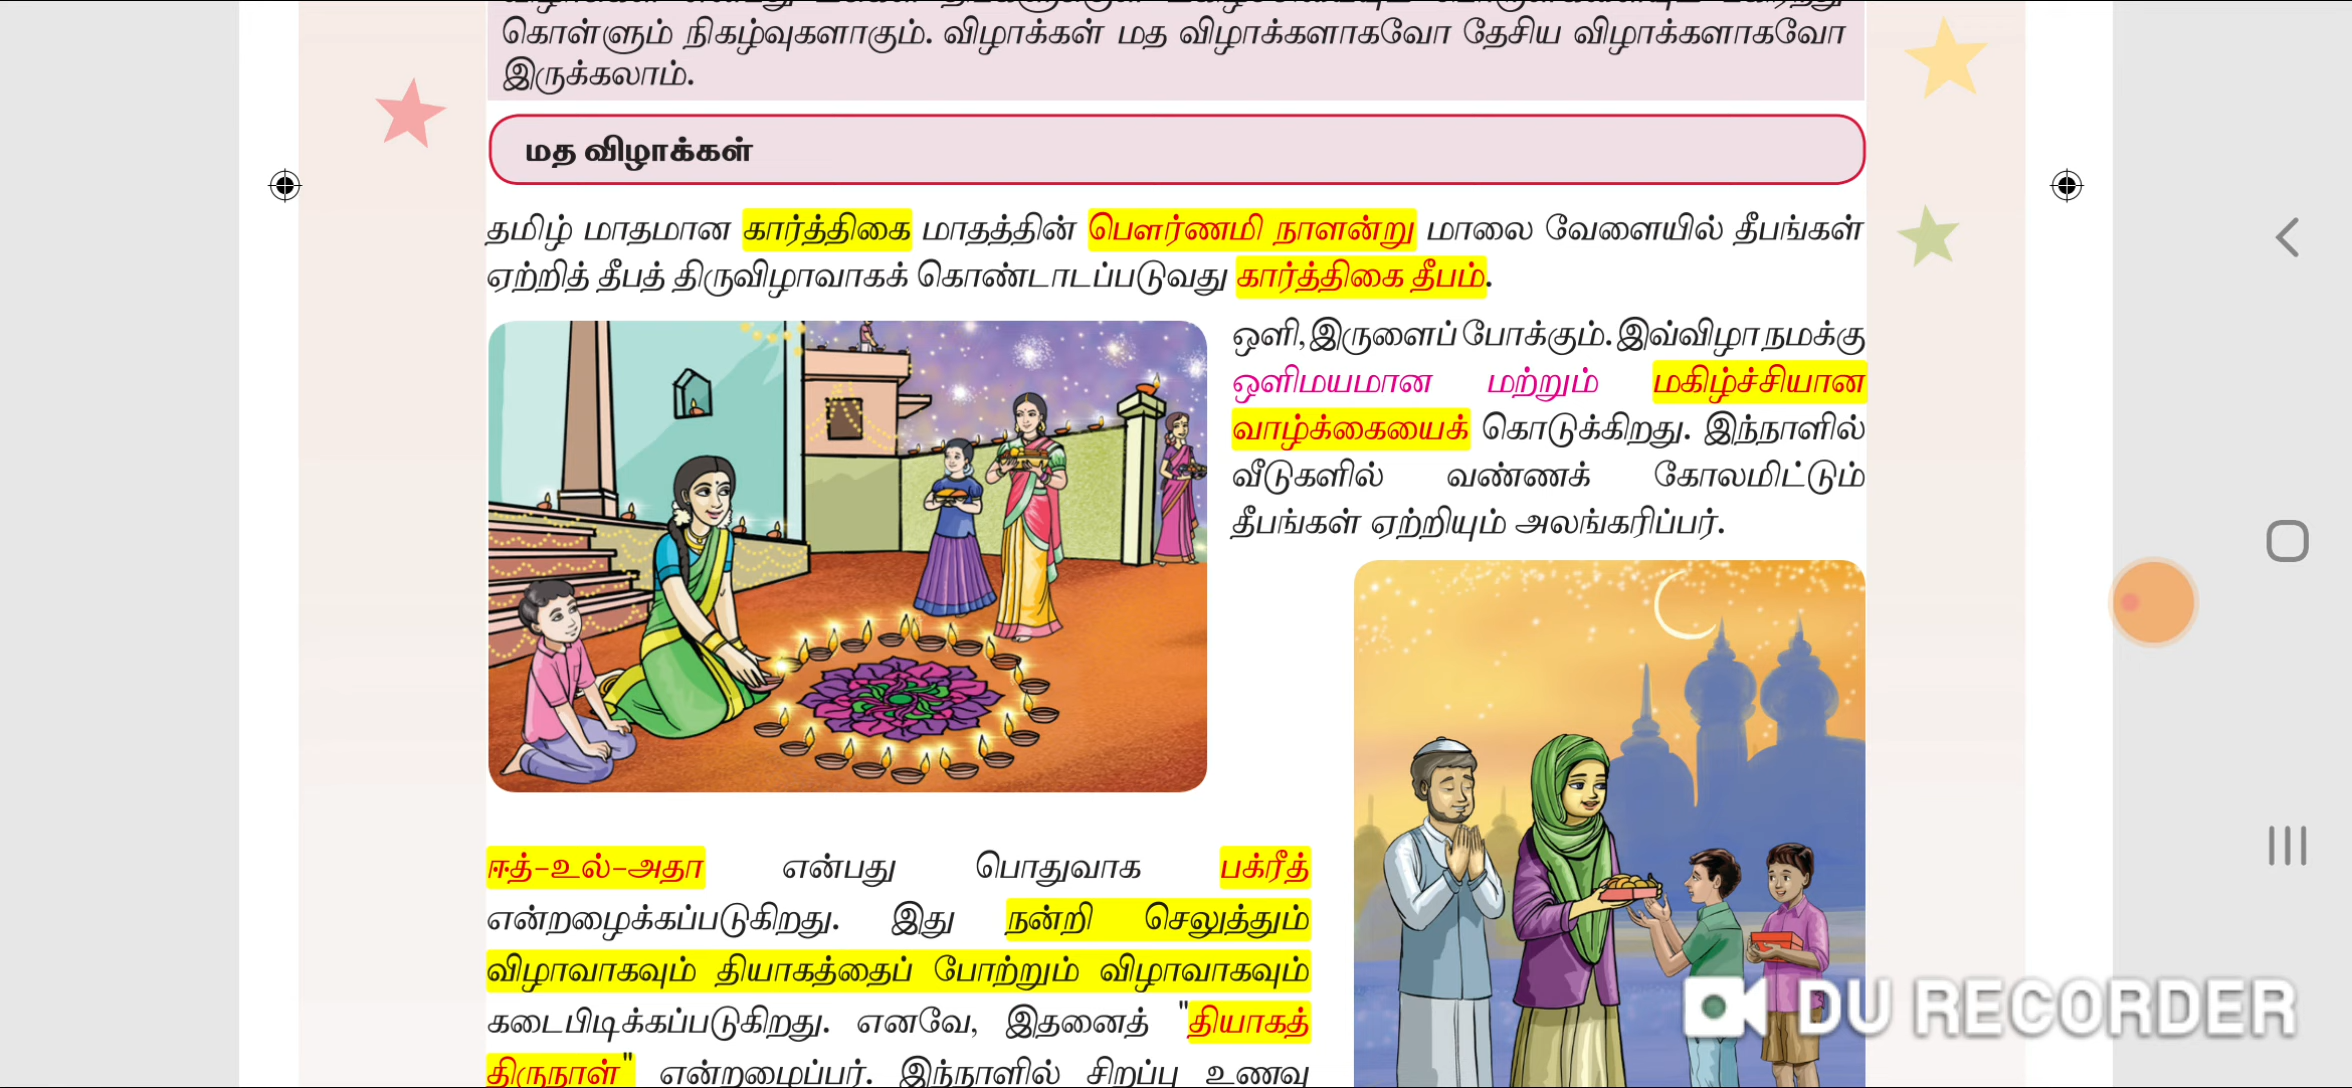 கொள்ளும் நிகழ்வுகளாகும். விழாக்கள் மத விழாக்களாகவோ தேசிய விழாக்களாகவோ
இருக்கலாம்.
மத விழாக்கள்
தமிழ் மாதமான கார்த்திகை மாதத்தின் பௌர்ணமி நாளன்று மாலை வேளையில் தீபங்கள்
ஏற்றித் தீபத் திருவிழாவாகக் கொண்டாடப்படுவது கார்த்திகை தீபம்.
ஒளி, இருளைப் போக்கும். இவ்விழா நமக்கு
ஒளிமயமான மற்றும் மகிழ்ச்சியான
வாழ்க்கையைக் கொடுக்கிறது. இந்நாளில்
வீடுகளில் வண்ணக் கோலமிட்டும்
தீபங்கள் ஏற்றியும் அலங்கரிப்பர்.
ஈத்-உல்-அதா என்பது பொதுவாக பக்ரீத்
என்றழைக்கப்படுகிறது. இது நன்றி செலுத்தும்
விழாவாகவும் தியாகத்தைப் போற்றும் விழாவாகவும்
கடைபிடிக்கப்படுகிறது. எனவே, இதனைத் "தியாகத்
திருநாள்" என்றழைப்பர். இந்நாளில் சிறப்பு உணவு
DU RECORDER